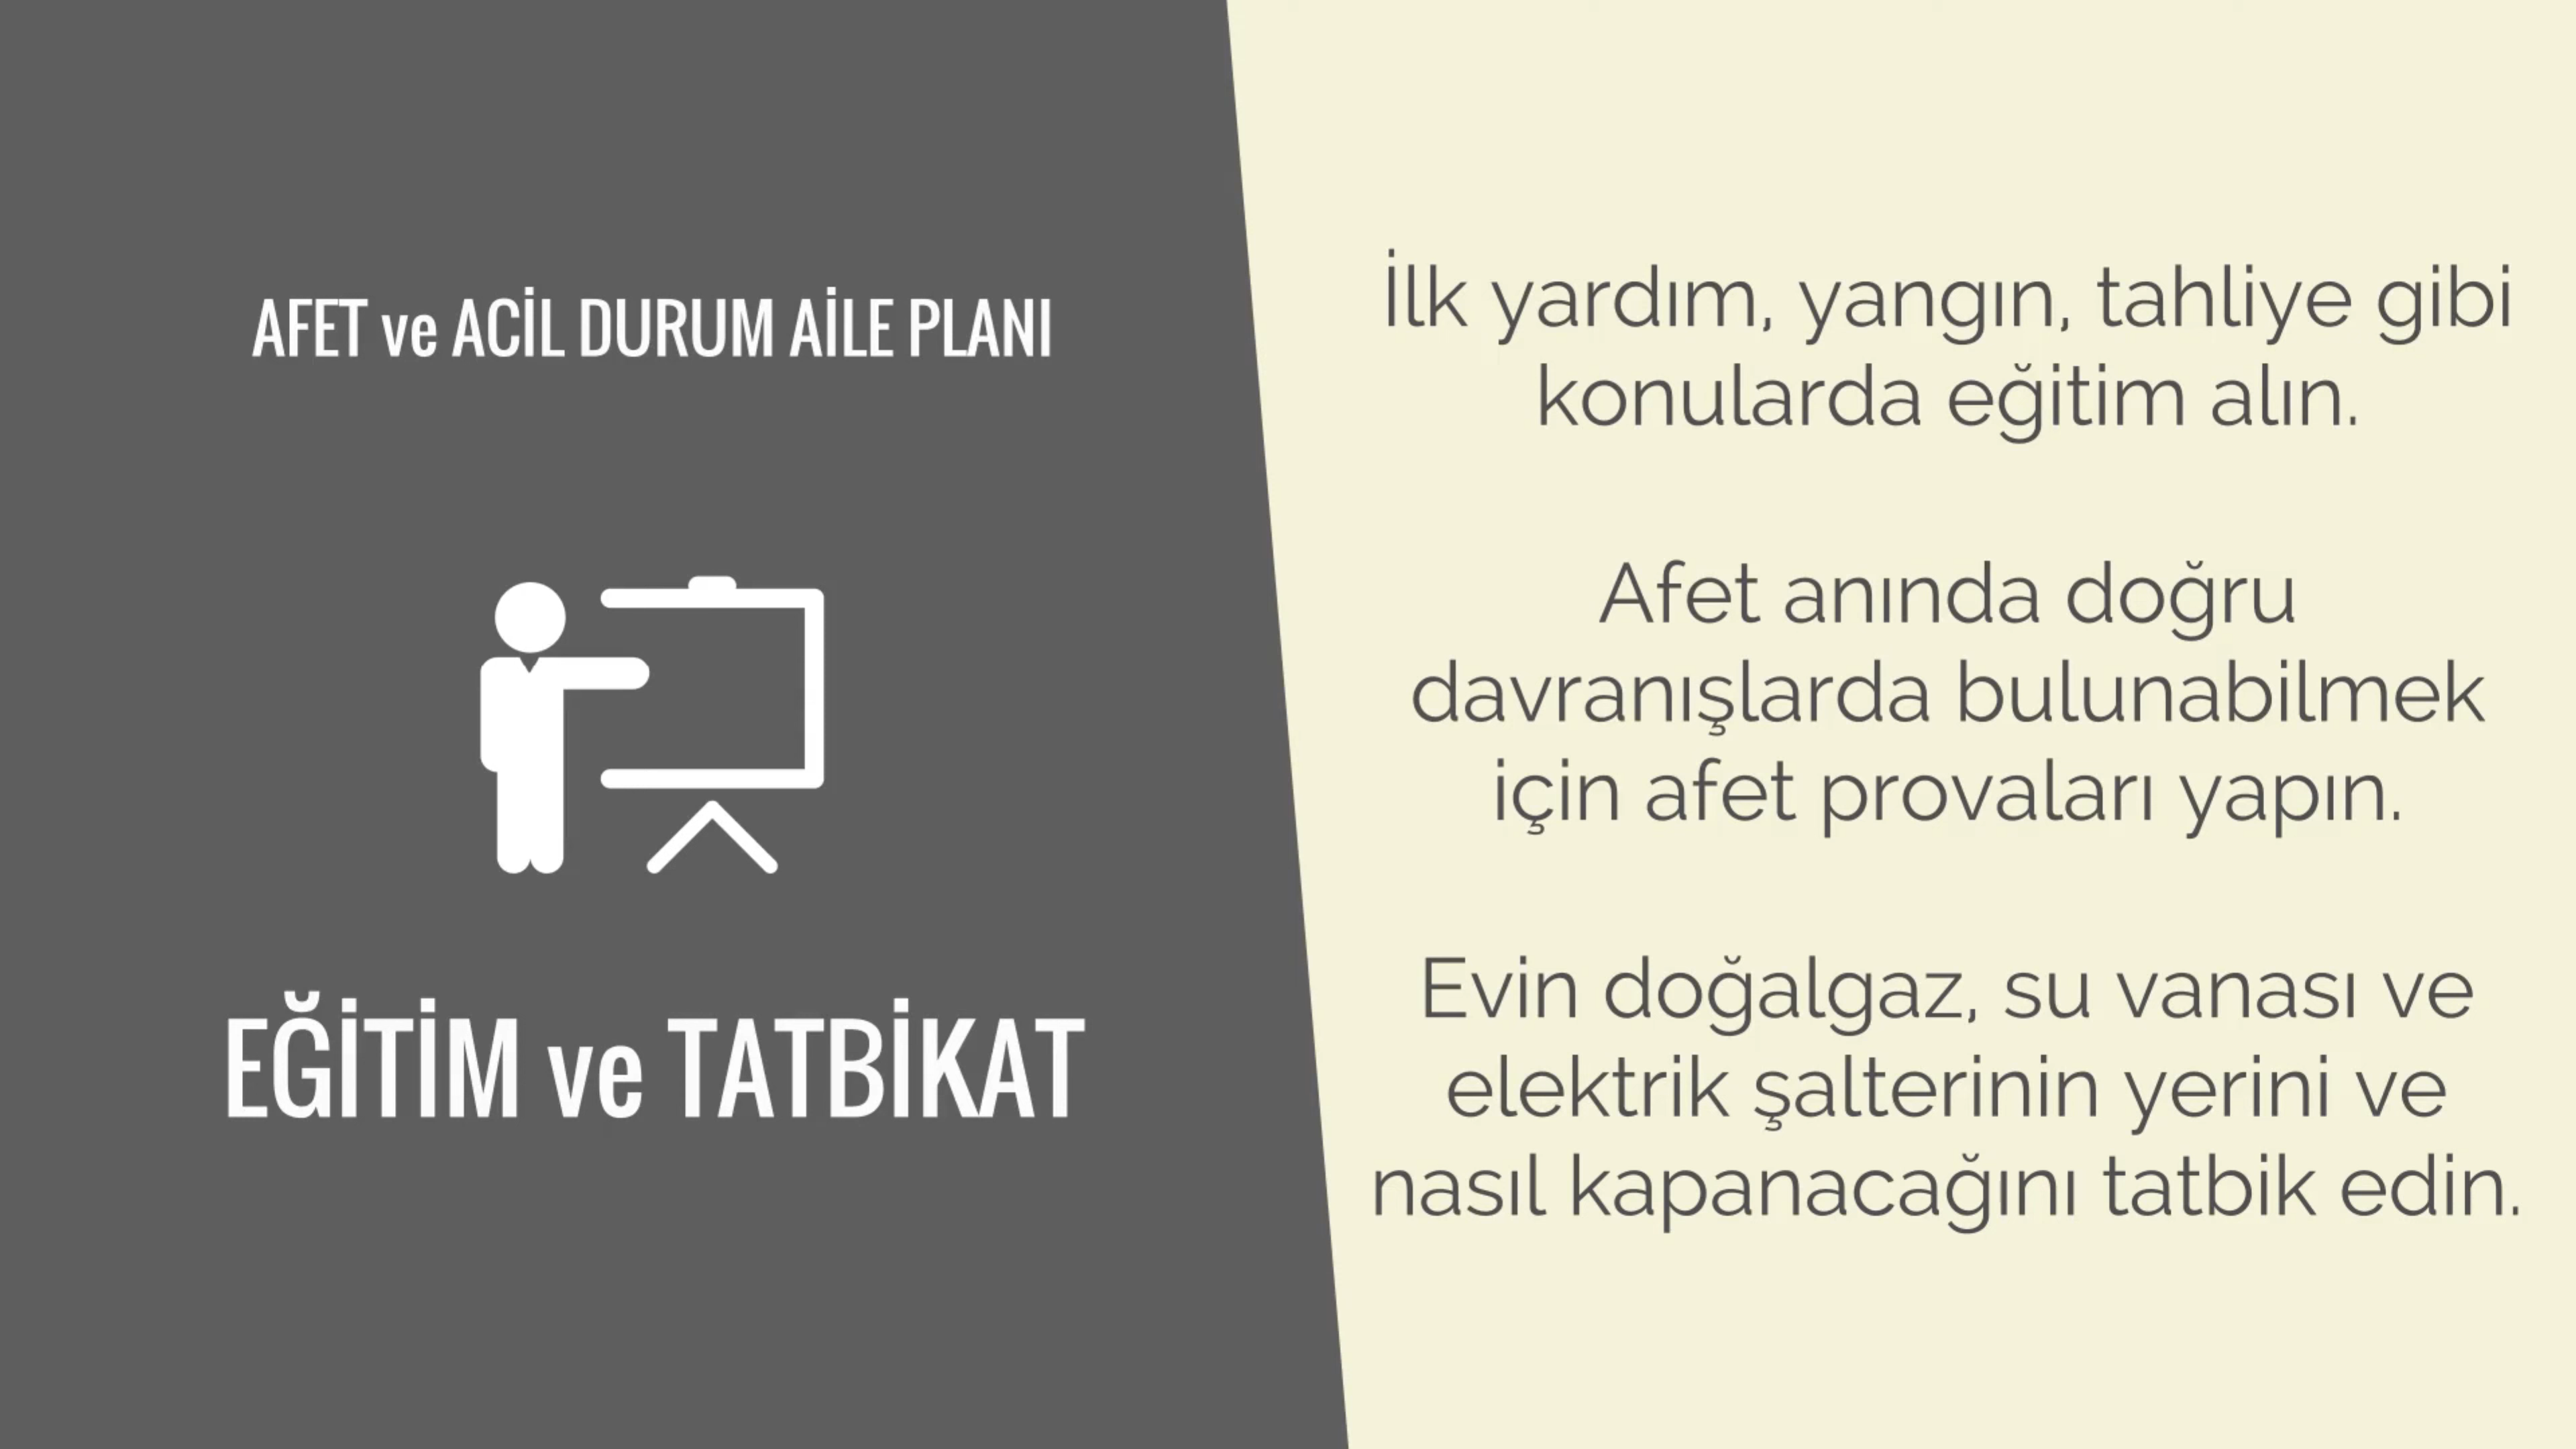 AFET ve ACİL DURUM AİLE PLANI
EĞİTİM ve TATBİKAT
İlk yardım, yangın, tahliye gibi
konularda eğitim alın.
Afet anında doğru
davranışlarda bulunabilmek
için afet provaları yapın.
Evin doğalgaz, su vanası ve
elektrik şalterinin yerini ve
nasıl kapanacağını tatbik edin.